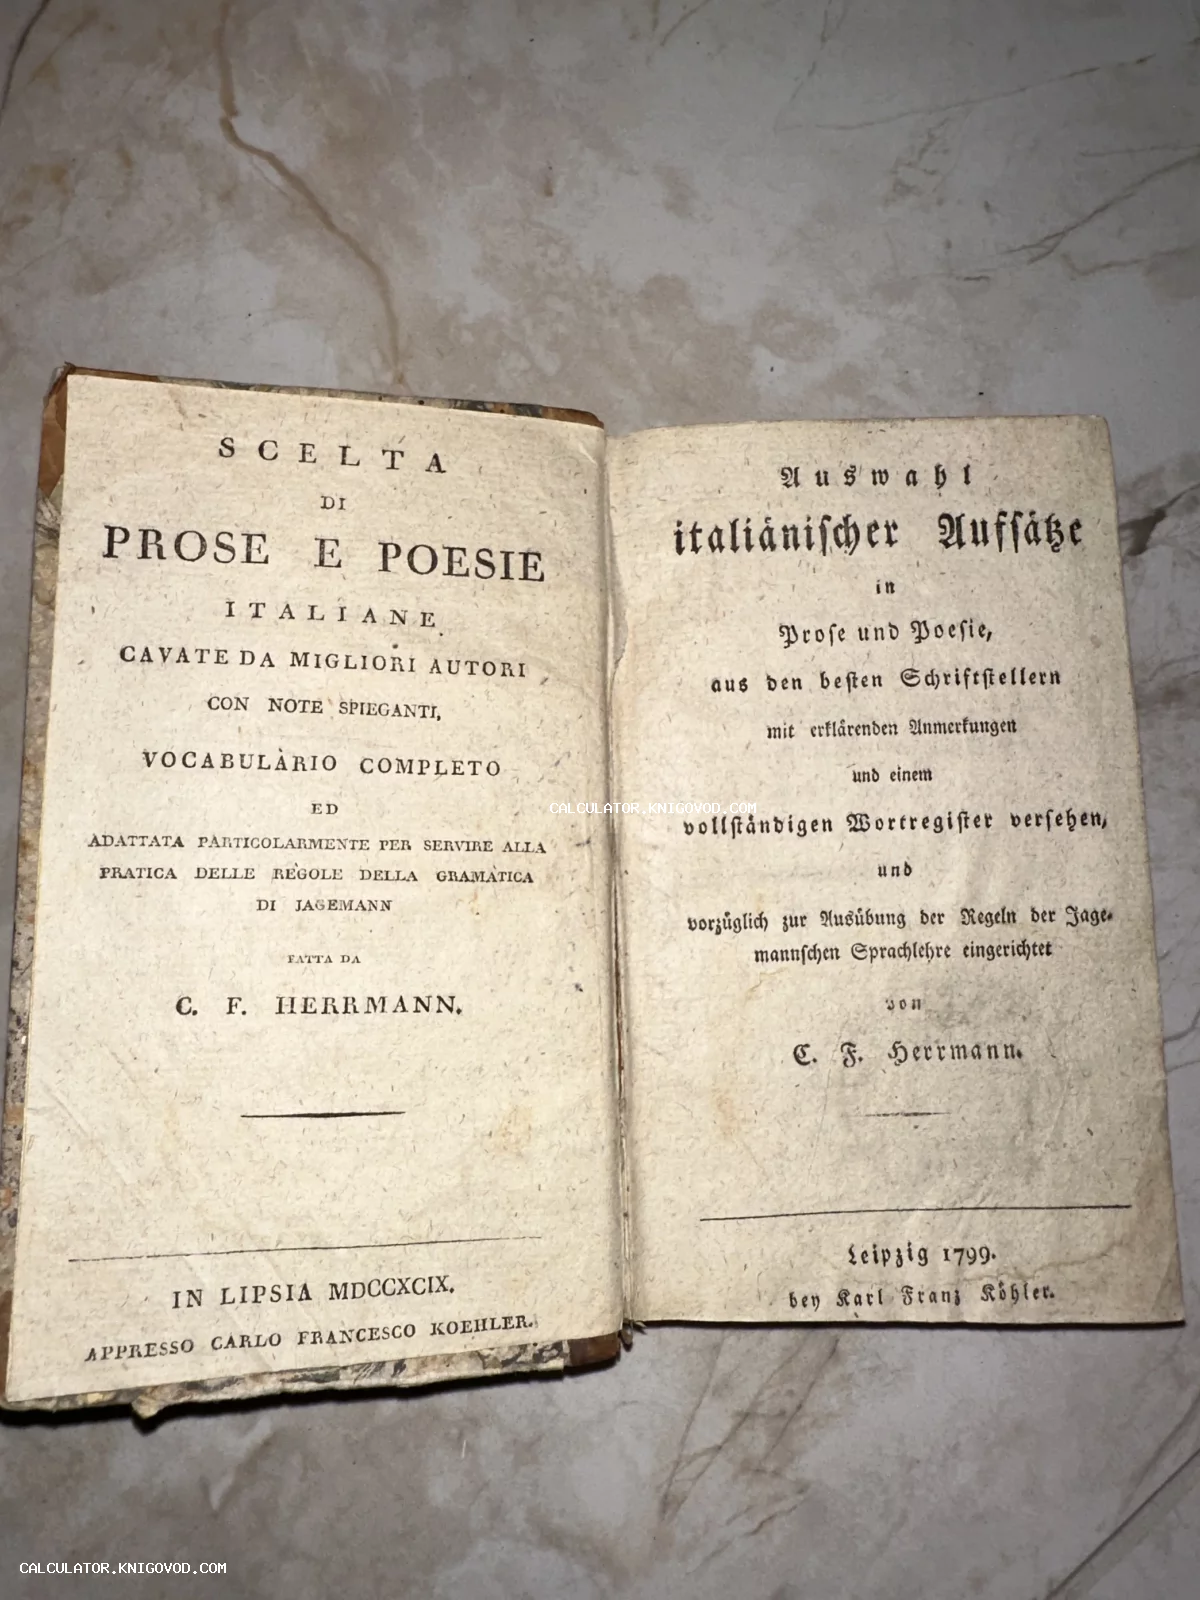 SCELTA
DI
PROSE E POESIE
ITALIANE
CAVATE DA MIGLIORI AUTORI
CON NOTE SPIEGANTI,
VOCABULÀRIO COMPLETO
ED
ADATTATA PARTICOLARMENTE PER SERVIRE ALLA
PRATICA DELLE RÈGOLE DELLA GRAMÀTICA
DI JAGEMANN
FATTA DA
C. F. HERRMANN.
IN LIPSIA MDCCXCIX.
APPRESSO CARLO FRANCESCO KOEHLER.
Auswahl
italiänischer Aufsätze
in
Prose und Poesie,
aus den besten Schriftstellern
mit erklärenden Anmerkungen
und einem
vollständigen Wortregister versehen,
und
vorzüglich zur Ausübung der Regeln der Jage-
mannschen Sprachlehre eingerichtet
von
C. F. Herrmann.
Leipzig 1799.
bey Karl Franz Köhler.
CALCULATOR.KNIGOVOD.COM
CALCULATOR.KNIGOVOD.COM